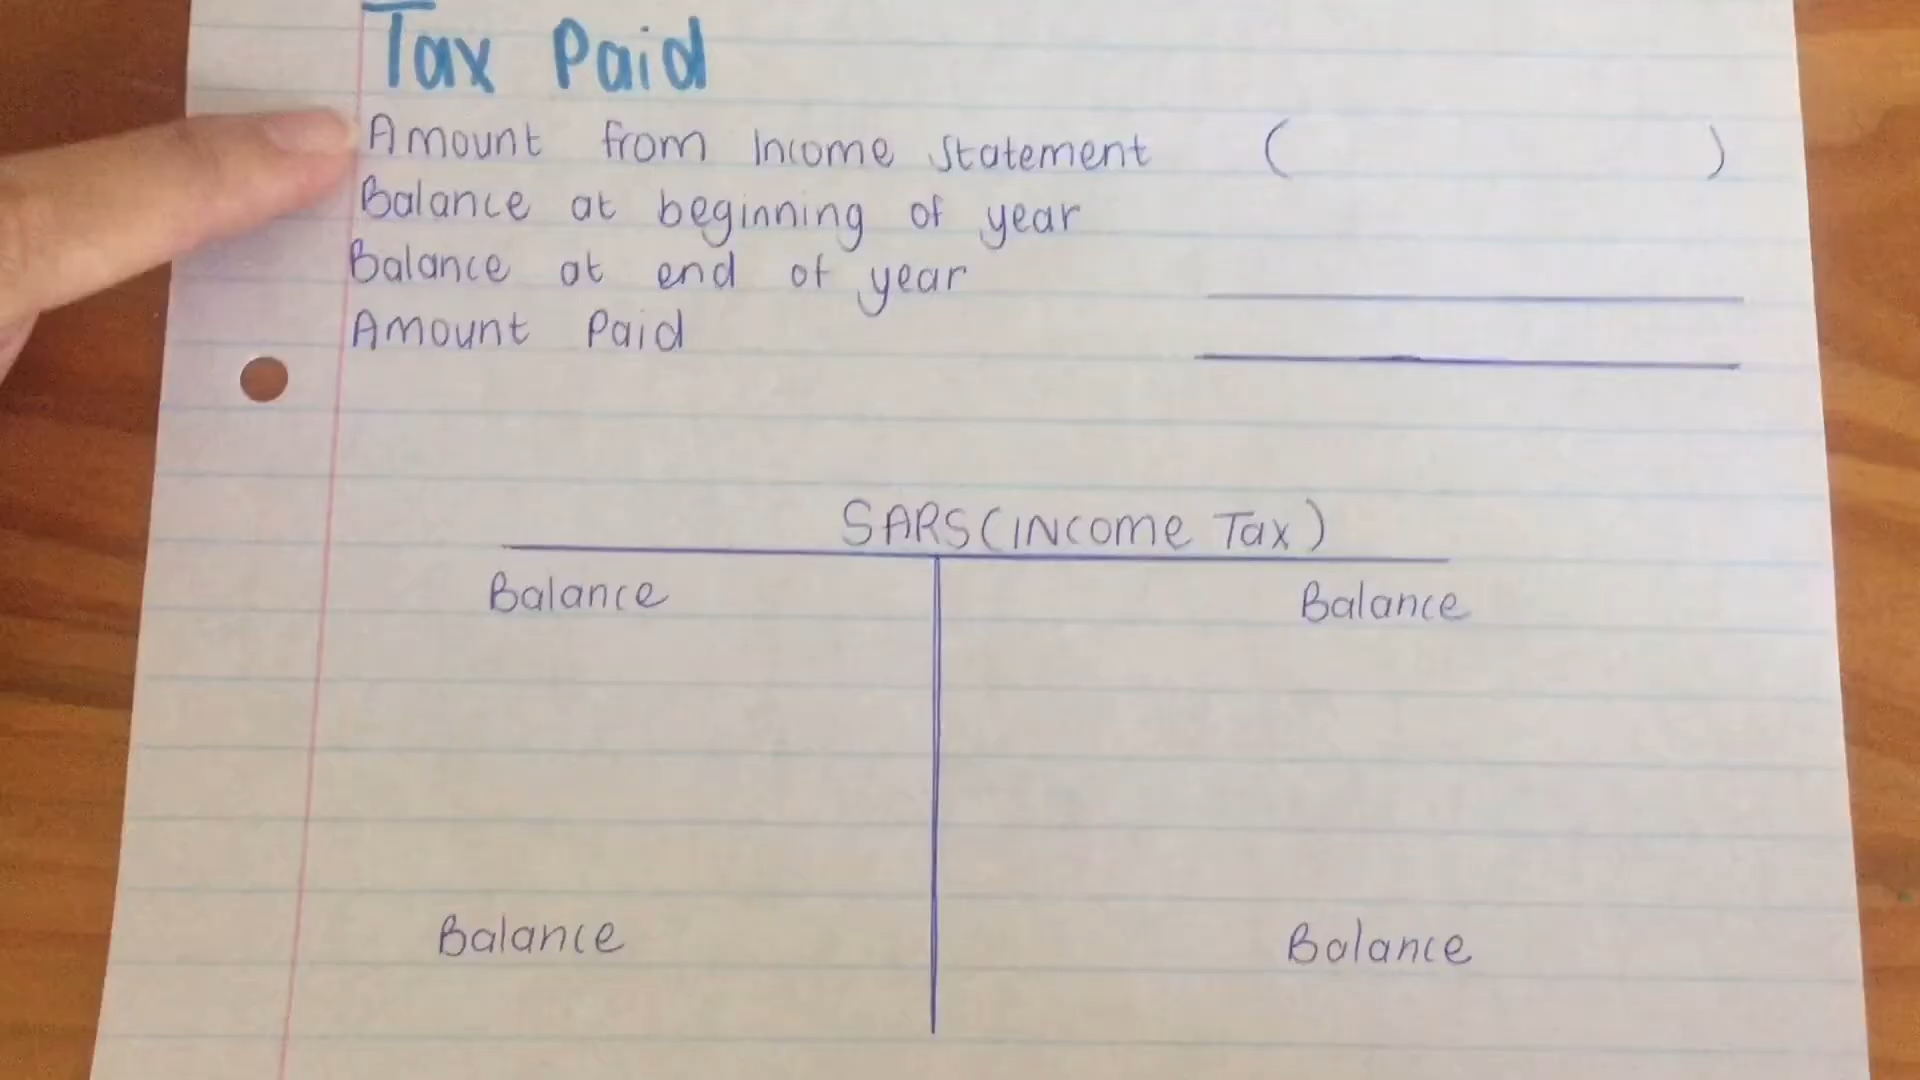 Tax Paid
Amount from Income Statement ( )
Balance at beginning of year
Balance at end of year
Amount Paid
SARS (Income Tax)
Balance Balance
Balance Balance